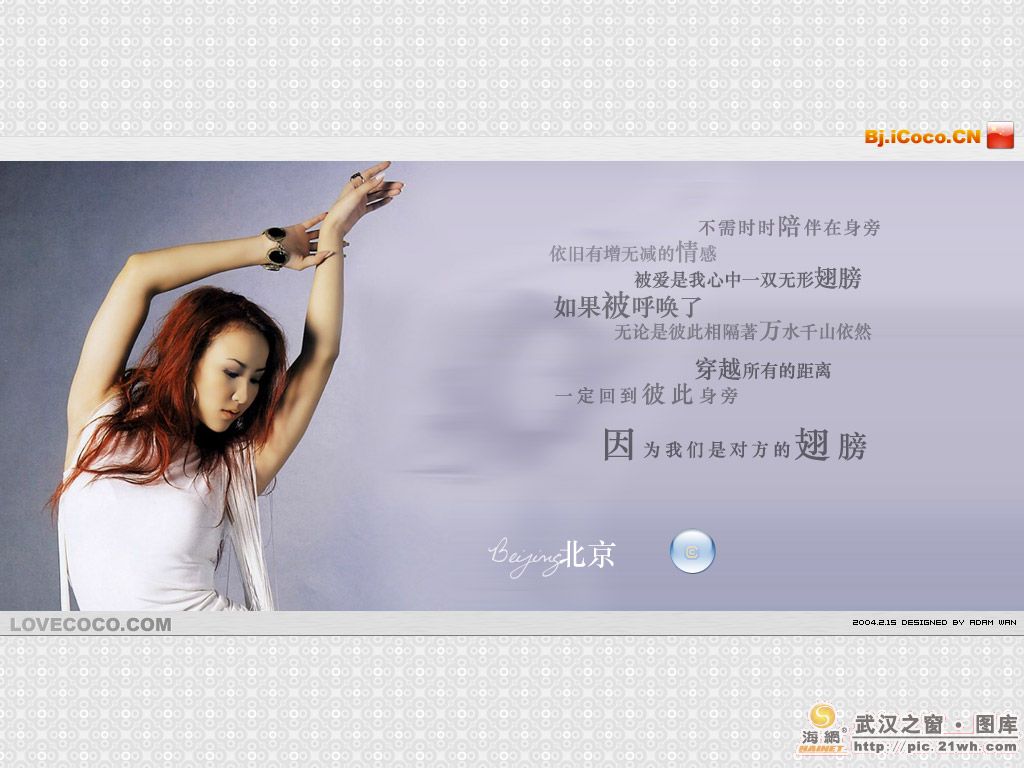 Bj.iCoco.CN
不需时时陪伴在身旁
依旧有增无减的情感
被爱是我心中一双无形翅膀
如果被呼唤了
无论是彼此相隔著万水千山依然
穿越所有的距离
一定回到彼此身旁
因为我们是对方的翅膀
Beijing北京
C
LOVECOCO.COM
2004.2.15 DESIGNED BY ADAM WAN
海網® 武汉之窗·图库
HAINET http://pic.21wh.com